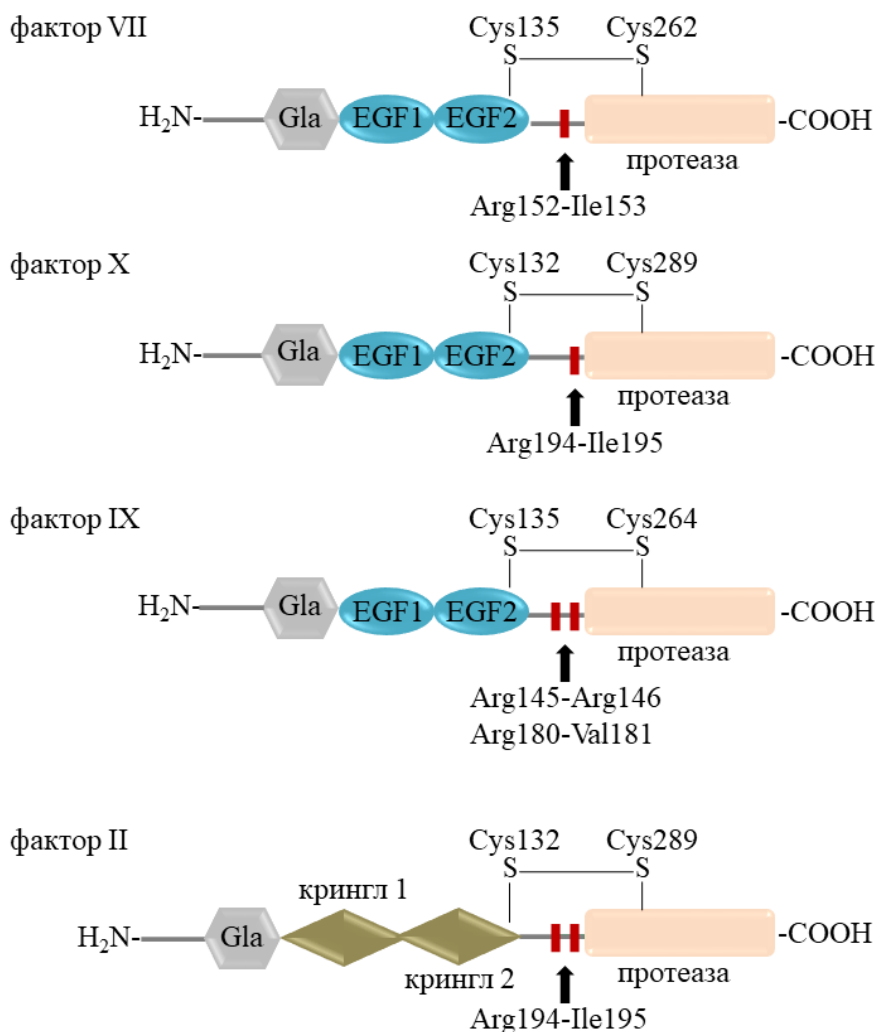 фактор VII
Cys135 Cys262
S S
H₂N- Gla EGF1 EGF2 -COOH
протеаза
Arg152-Ile153
фактор X
Cys132 Cys289
S S
H₂N- Gla EGF1 EGF2 -COOH
протеаза
Arg194-Ile195
фактор IX
Cys135 Cys264
S S
H₂N- Gla EGF1 EGF2 -COOH
протеаза
Arg145-Arg146
Arg180-Val181
фактор II
Cys132 Cys289
S S
крингл 1
H₂N- Gla -COOH
крингл 2 протеаза
Arg194-Ile195